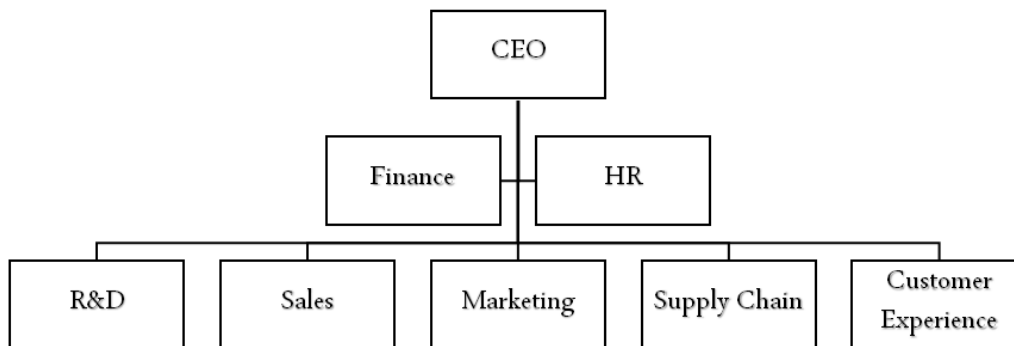 CEO
Finance
HR
R&D
Sales
Marketing
Supply Chain
Customer
Experience